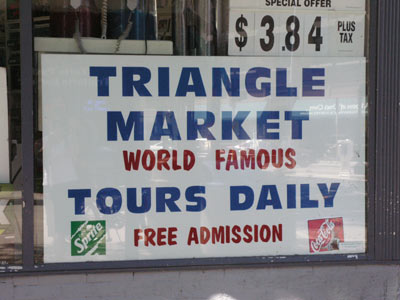 SPECIAL OFFER
$3.84 PLUS TAX
TRIANGLE
MARKET
WORLD FAMOUS
TOURS DAILY
Sprite FREE ADMISSION Coca-Cola